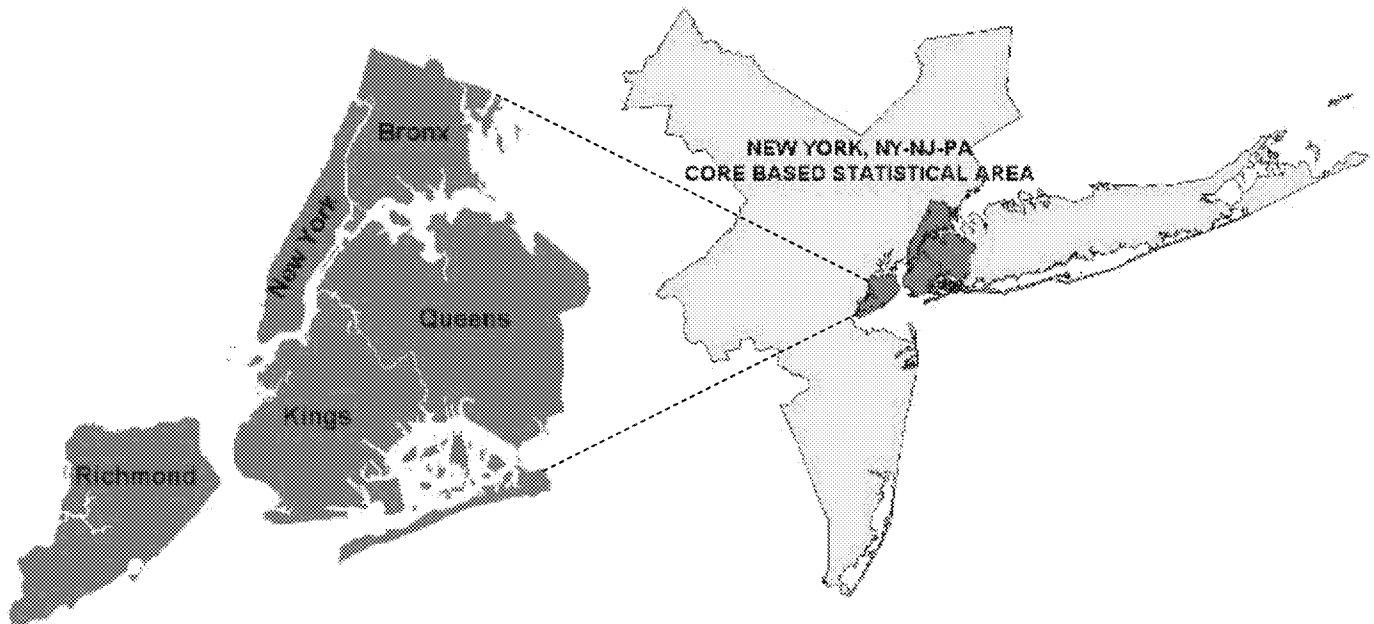 Bronx
New York
Queens
Kings
Richmond
NEW YORK, NY-NJ-PA
CORE BASED STATISTICAL AREA